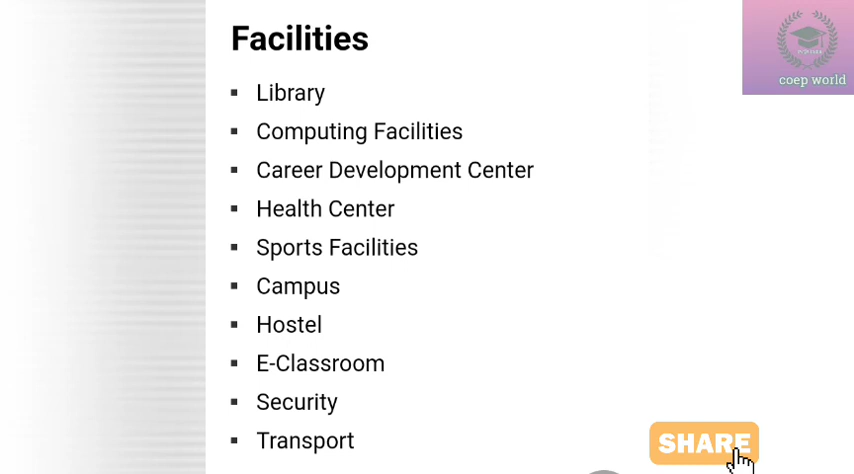 Facilities
Library
Computing Facilities
Career Development Center
Health Center
Sports Facilities
Campus
Hostel
E-Classroom
Security
Transport
coep world
SHARE